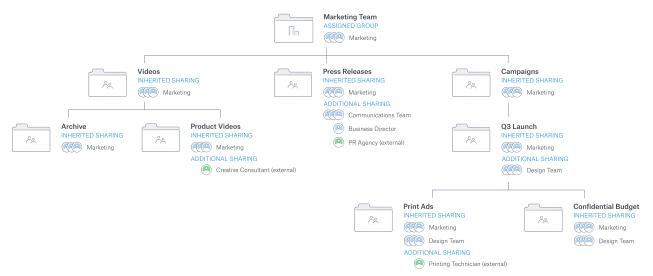 Marketing Team
ASSIGNED GROUP
Marketing
Videos
INHERITED SHARING
Marketing
Press Releases
INHERITED SHARING
Marketing
ADDITIONAL SHARING
Communications Team
Business Director
PR Agency (external)
Campaigns
INHERITED SHARING
Marketing
Archive
INHERITED SHARING
Marketing
Product Videos
INHERITED SHARING
Marketing
ADDITIONAL SHARING
Creative Consultant (external)
Q3 Launch
INHERITED SHARING
Marketing
ADDITIONAL SHARING
Design Team
Print Ads
INHERITED SHARING
Marketing
Design Team
ADDITIONAL SHARING
Printing Technician (external)
Confidential Budget
INHERITED SHARING
Marketing
Design Team